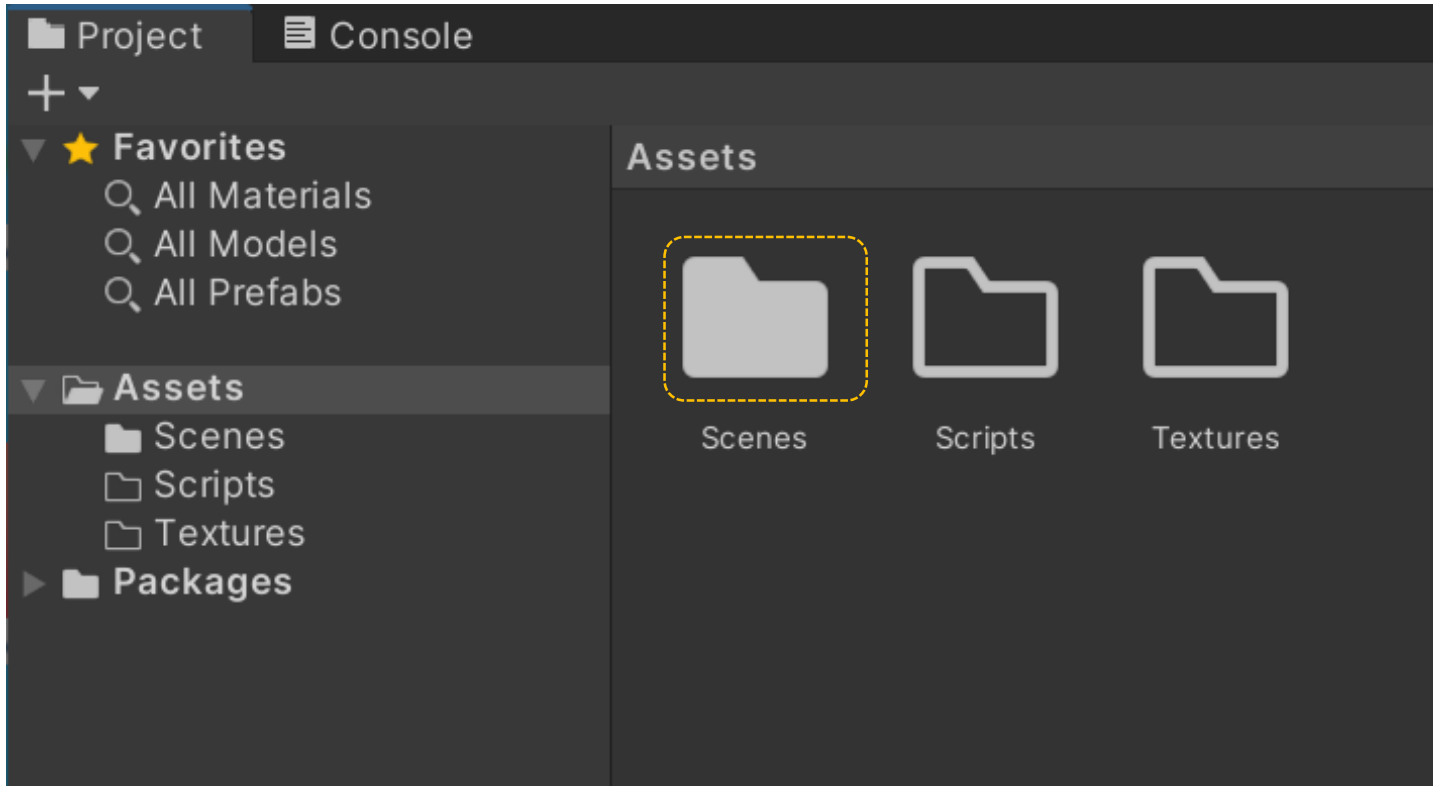 Project Console
Favorites
All Materials
All Models
All Prefabs
Assets
Scenes
Scripts
Textures
Packages
Assets
Scenes Scripts Textures